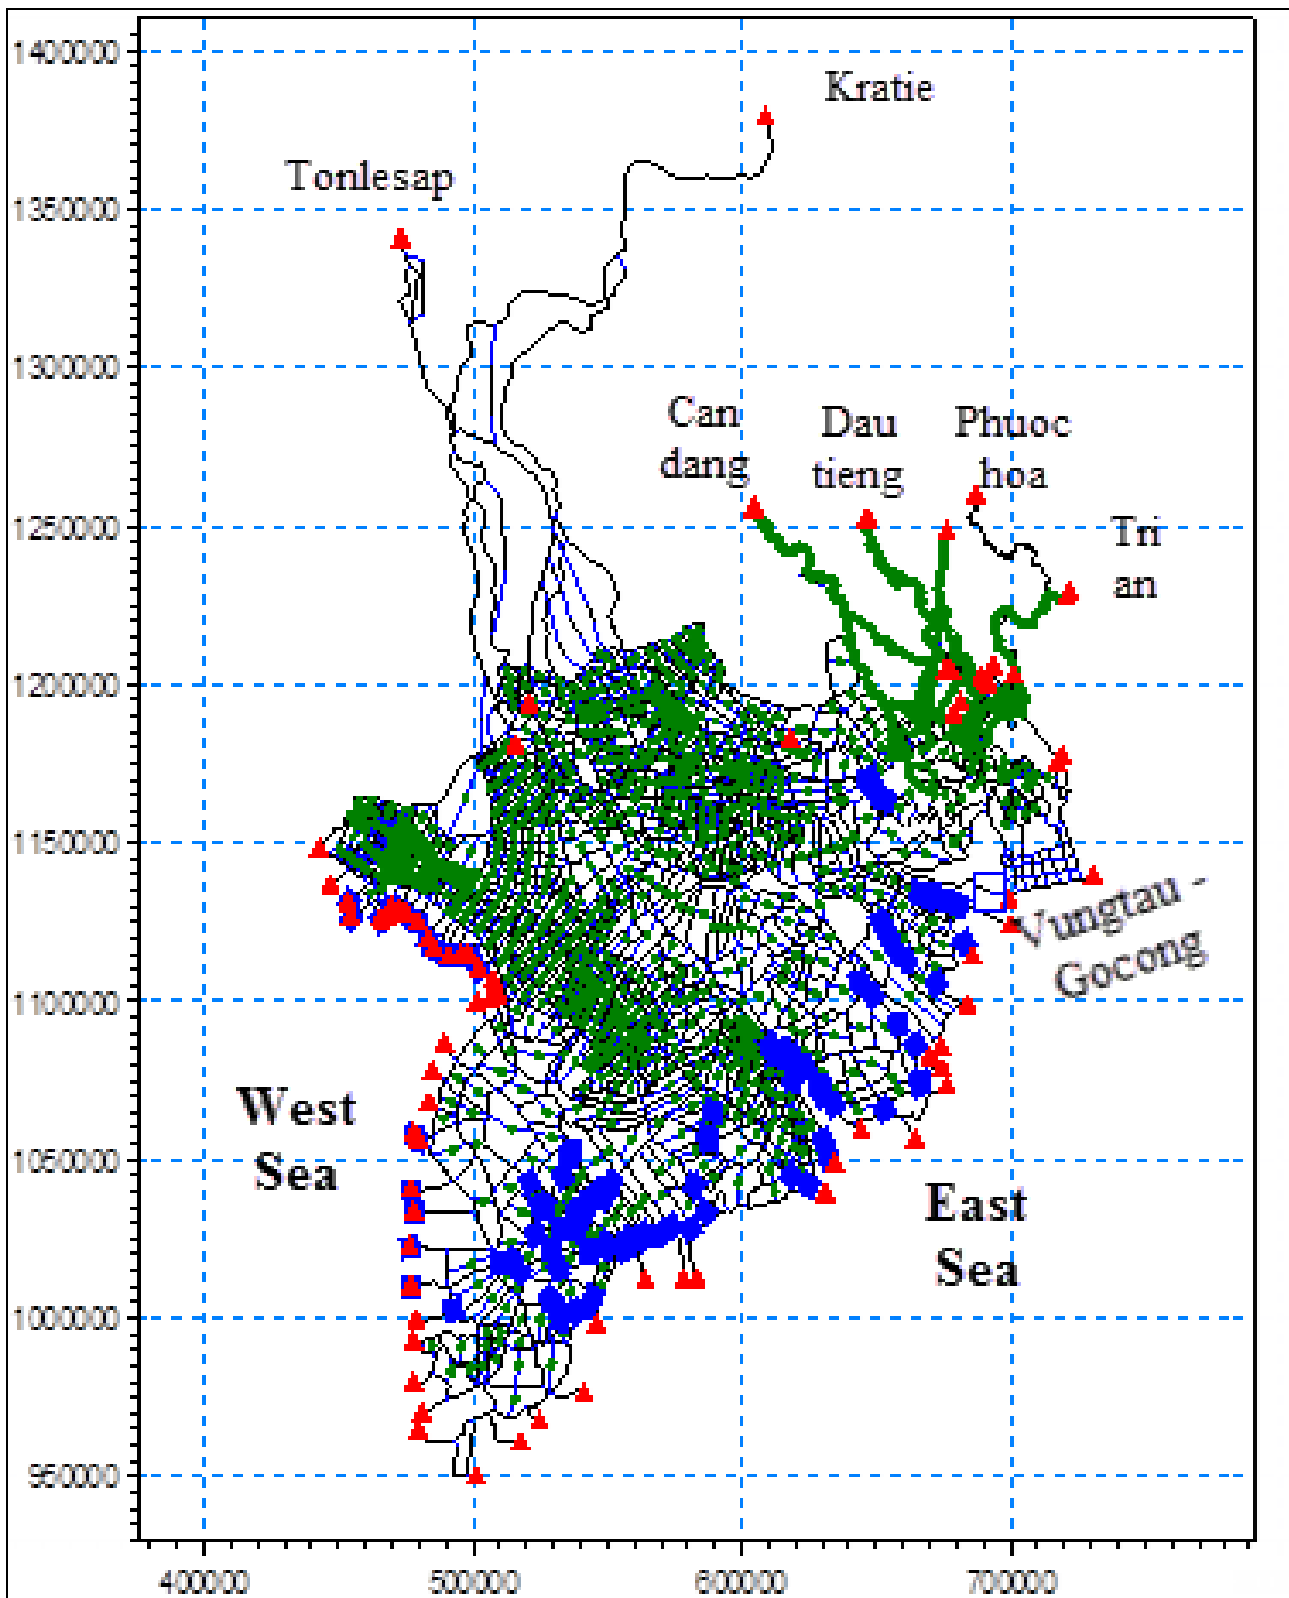 1400000
Kratie
Tonlesap
1350000
1300000
Can
dang
Dau
tieng
Phuoc
hoa
1250000
Tri
an
1200000
1150000
Vungtau -
Gocong
1100000
West
Sea
1050000
East
Sea
1000000
950000
400000 500000 600000 700000